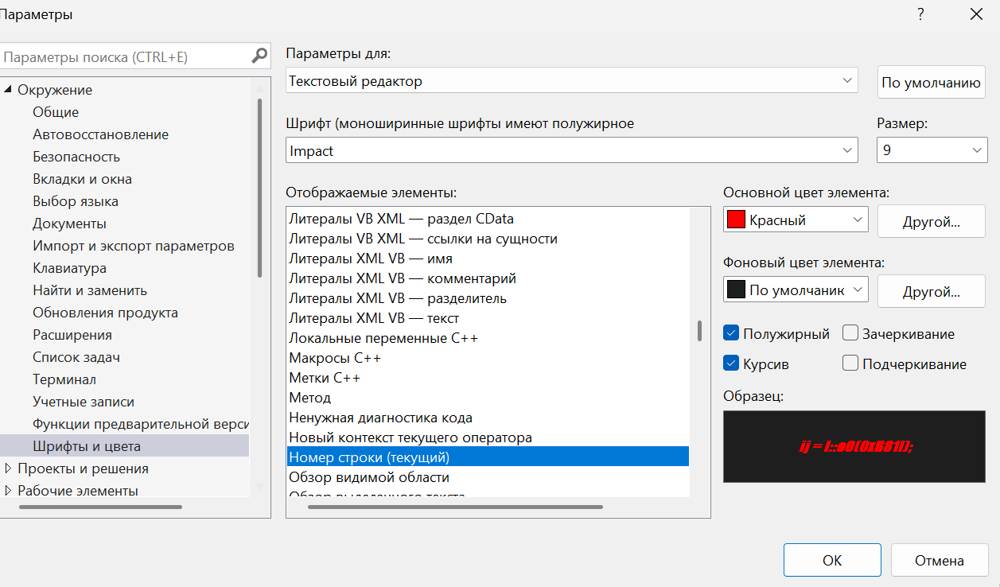 Параметры
?
Параметры поиска (CTRL+E)
Окружение
Общие
Автовосстановление
Безопасность
Вкладки и окна
Выбор языка
Документы
Импорт и экспорт параметров
Клавиатура
Найти и заменить
Обновления продукта
Расширения
Список задач
Терминал
Учетные записи
Функции предварительной верси
Шрифты и цвета
Проекты и решения
Рабочие элементы
Параметры для:
Текстовый редактор
По умолчанию
Шрифт (моноширинные шрифты имеют полужирное
Размер:
Impact
9
Отображаемые элементы:
Литералы VB XML — раздел CData
Литералы VB XML — ссылки на сущности
Литералы XML VB — имя
Литералы XML VB — комментарий
Литералы XML VB — разделитель
Литералы XML VB — текст
Локальные переменные C++
Макросы C++
Метки C++
Метод
Ненужная диагностика кода
Новый контекст текущего оператора
Номер строки (текущий)
Обзор видимой области
Обзор выделенного текста
Основной цвет элемента:
Красный
Другой...
Фоновый цвет элемента:
По умолчанию
Другой...
Полужирный
Зачеркивание
Курсив
Подчеркивание
Образец:
ij = I::oO(0xB81l);
ОК
Отмена